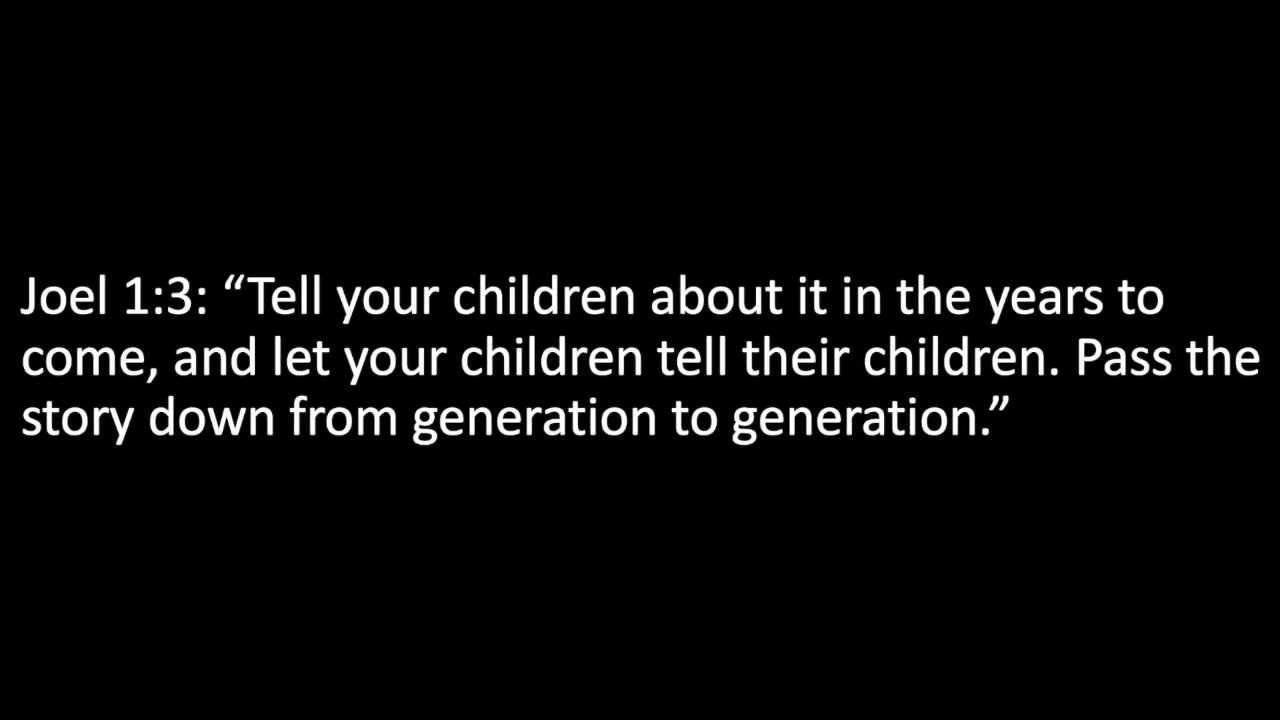 Joel 1:3: “Tell your children about it in the years to
come, and let your children tell their children. Pass the
story down from generation to generation.”